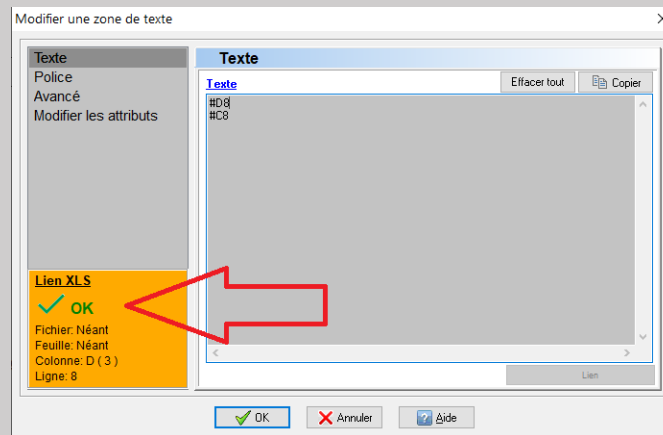 Modifier une zone de texte
Texte
Police
Avancé
Modifier les attributs
Texte
Texte
Effacer tout
Copier
#D8
#C8
Lien XLS
OK
Fichier: Néant
Feuille: Néant
Colonne: D ( 3 )
Ligne: 8
Lien
OK
Annuler
Aide